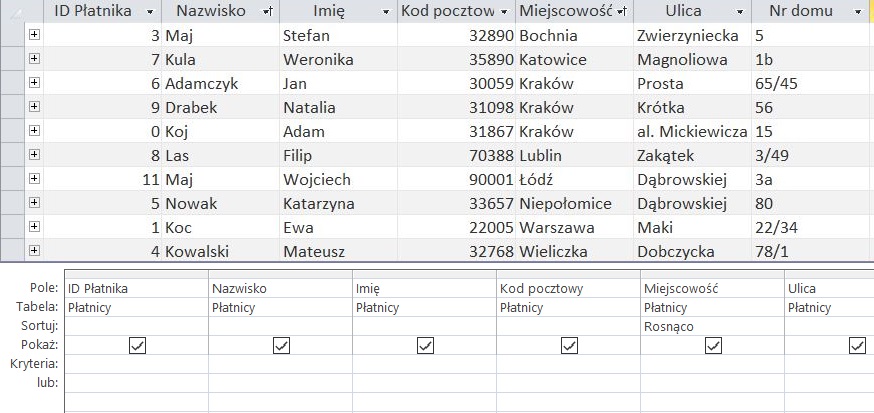 ID Płatnika Nazwisko Imię Kod pocztow Miejscowość Ulica Nr domu
3 Maj Stefan 32890 Bochnia Zwierzyniecka 5
7 Kula Weronika 35890 Katowice Magnoliowa 1b
6 Adamczyk Jan 30059 Kraków Prosta 65/45
9 Drabek Natalia 31098 Kraków Krótka 56
0 Koj Adam 31867 Kraków al. Mickiewicza 15
8 Las Filip 70388 Lublin Zakątek 3/49
11 Maj Wojciech 90001 Łódź Dąbrowskiej 3a
5 Nowak Katarzyna 33657 Niepołomice Dąbrowskiej 80
1 Koc Ewa 22005 Warszawa Maki 22/34
4 Kowalski Mateusz 32768 Wieliczka Dobczycka 78/1
Pole: ID Płatnika Nazwisko Imię Kod pocztowy Miejscowość Ulica
Tabela: Płatnicy Płatnicy Płatnicy Płatnicy Płatnicy Płatnicy
Sortuj: Rosnąco
Pokaż:
Kryteria:
lub: